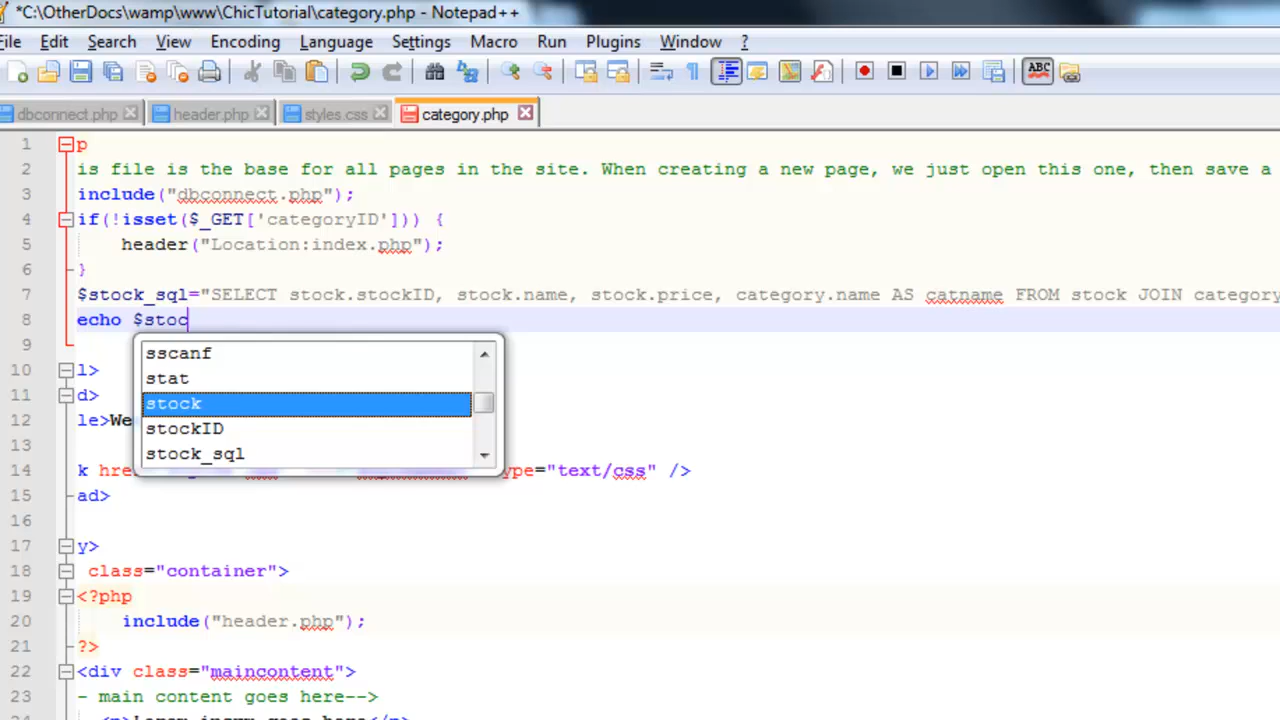 *C:\OtherDocs\wamp\www\ChicTutorial\category.php - Notepad++
File Edit Search View Encoding Language Settings Macro Run Plugins Window ?
ABC
dbconnect.php header.php styles.css category.php
1 p
2 is file is the base for all pages in the site. When creating a new page, we just open this one, then save a
3 include("dbconnect.php");
4 if(!isset($_GET['categoryID'])) {
5 header("Location:index.php");
6 }
7 $stock_sql="SELECT stock.stockID, stock.name, stock.price, category.name AS catname FROM stock JOIN category
8 echo $stoc
9
sscanf
stat
stock
stockID
stock_sql
10 l>
11 d>
12 le>We
13
14 k hre ype="text/css" />
15 ad>
16
17 y>
18 class="container">
19 <?php
20 include("header.php");
21 ?>
22 <div class="maincontent">
23 - main content goes here-->
24